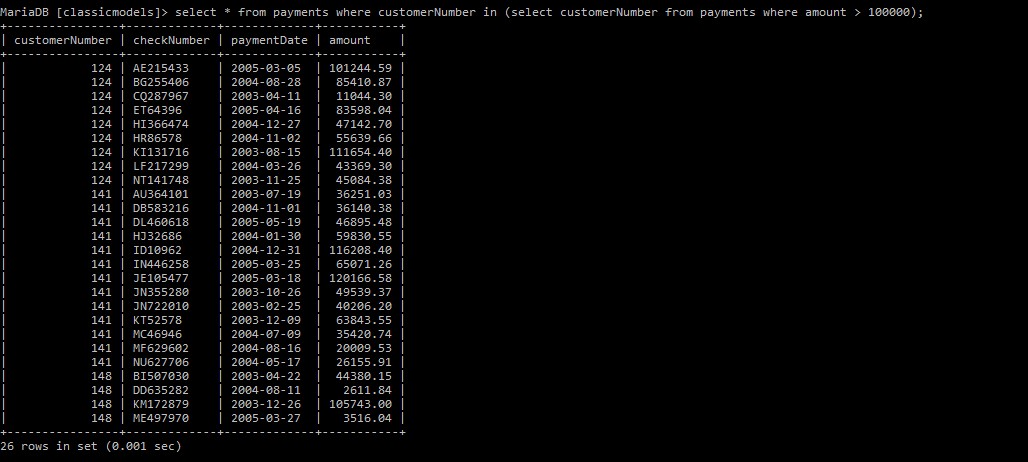 MariaDB [classicmodels]> select * from payments where customerNumber in (select customerNumber from payments where amount > 100000);
+----------------+-------------+-------------+-----------+
| customerNumber | checkNumber | paymentDate | amount    |
+----------------+-------------+-------------+-----------+
|            124 | AE215433    | 2005-03-05  | 101244.59 |
|            124 | BG255406    | 2004-08-28  |  85410.87 |
|            124 | CQ287967    | 2003-04-11  |  11044.30 |
|            124 | ET64396     | 2005-04-16  |  83598.04 |
|            124 | HI366474    | 2004-12-27  |  47142.70 |
|            124 | HR86578     | 2004-11-02  |  55639.66 |
|            124 | KI131716    | 2003-08-15  | 111654.40 |
|            124 | LF217299    | 2004-03-26  |  43369.30 |
|            124 | NT141748    | 2003-11-25  |  45084.38 |
|            141 | AU364101    | 2003-07-19  |  36251.03 |
|            141 | DB583216    | 2004-11-01  |  36140.38 |
|            141 | DL460618    | 2005-05-19  |  46895.48 |
|            141 | HJ32686     | 2004-01-30  |  59830.55 |
|            141 | ID10962     | 2004-12-31  | 116208.40 |
|            141 | IN446258    | 2005-03-25  |  65071.26 |
|            141 | JE105477    | 2005-03-18  | 120166.58 |
|            141 | JN355280    | 2003-10-26  |  49539.37 |
|            141 | JN722010    | 2003-02-25  |  40206.20 |
|            141 | KT52578     | 2003-12-09  |  63843.55 |
|            141 | MC46946     | 2004-07-09  |  35420.74 |
|            141 | MF629602    | 2004-08-16  |  20009.53 |
|            141 | NU627706    | 2004-05-17  |  26155.91 |
|            148 | BI507030    | 2003-04-22  |  44380.15 |
|            148 | DD635282    | 2004-08-11  |   2611.84 |
|            148 | KM172879    | 2003-12-26  | 105743.00 |
|            148 | ME497970    | 2005-03-27  |   3516.04 |
+----------------+-------------+-------------+-----------+
26 rows in set (0.001 sec)